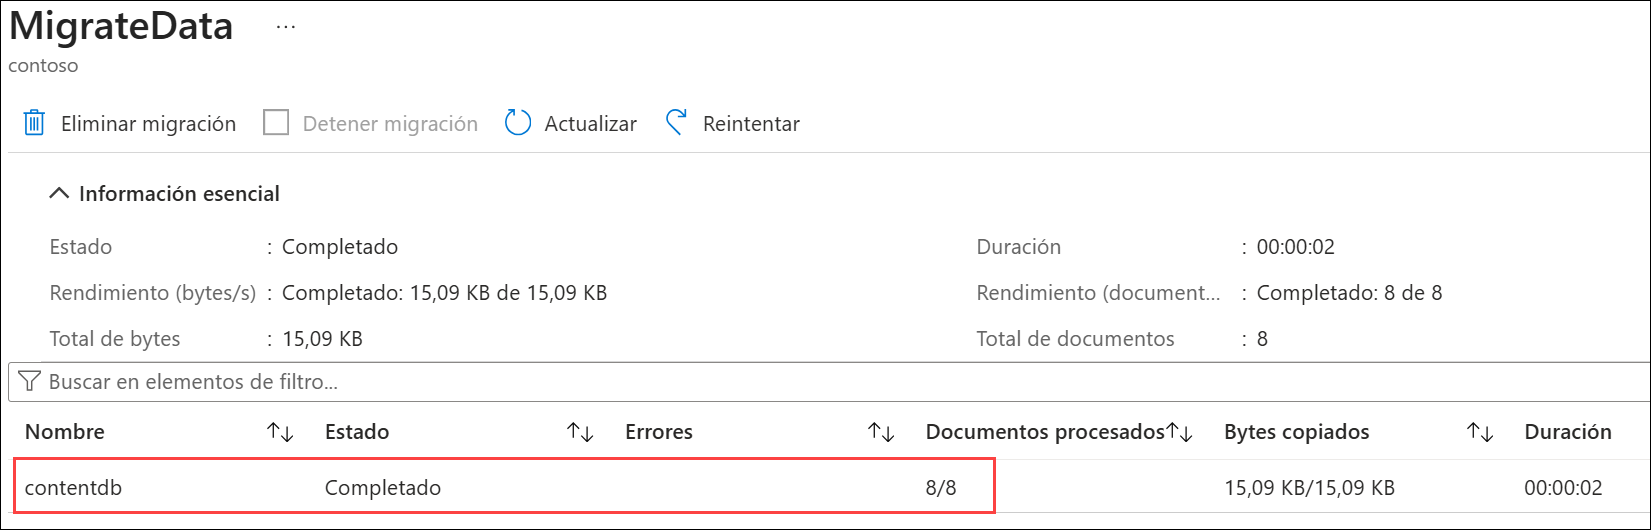 MigrateData ...
contoso
Eliminar migración Detener migración Actualizar Reintentar
Información esencial
Estado : Completado Duración : 00:00:02
Rendimiento (bytes/s) : Completado: 15,09 KB de 15,09 KB Rendimiento (document... : Completado: 8 de 8
Total de bytes : 15,09 KB Total de documentos : 8
Buscar en elementos de filtro...
Nombre Estado Errores Documentos procesados Bytes copiados Duración
contentdb Completado 8/8 15,09 KB/15,09 KB 00:00:02